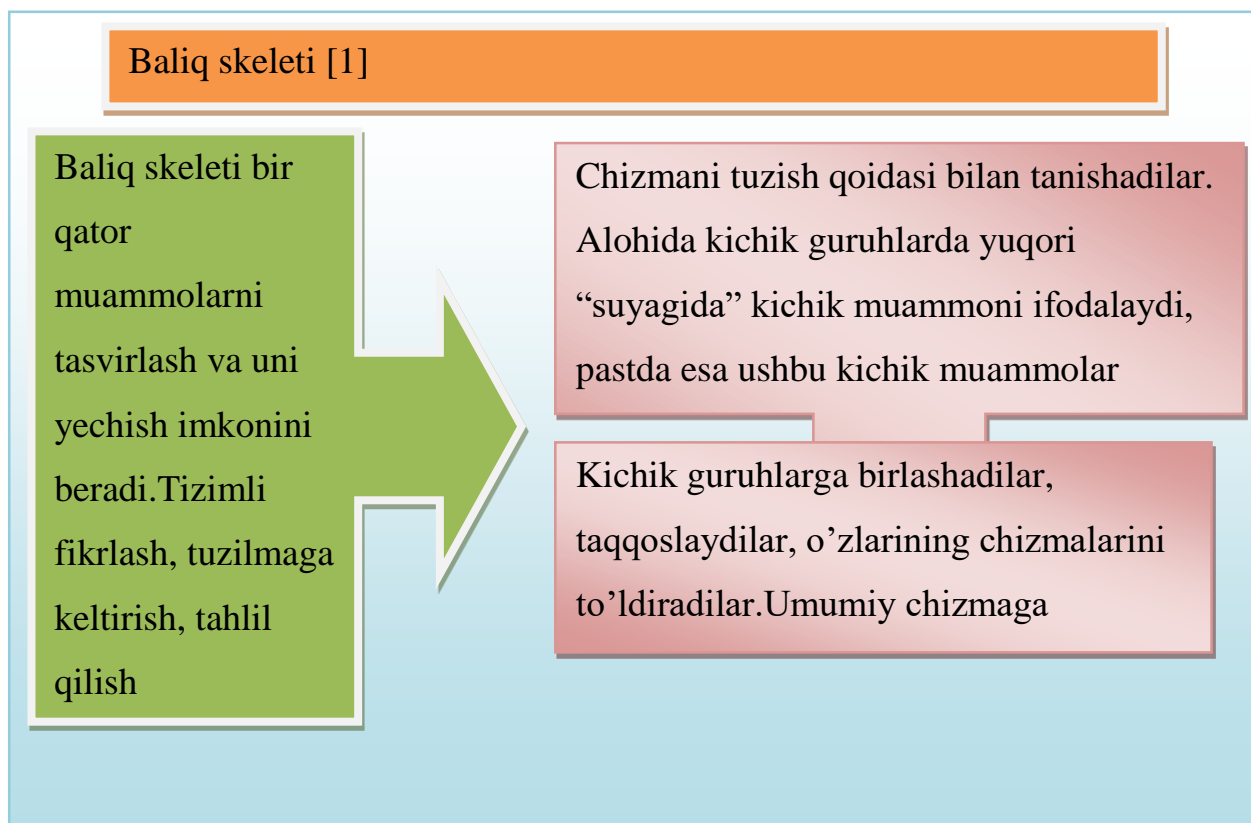 Baliq skeleti [1]
Baliq skeleti bir
qator
muammolarni
tasvirlash va uni
yechish imkonini
beradi.Tizimli
fikrlash, tuzilmaga
keltirish, tahlil
qilish
Chizmani tuzish qoidasi bilan tanishadilar.
Alohida kichik guruhlarda yuqori
“suyagida” kichik muammoni ifodalaydi,
pastda esa ushbu kichik muammolar
Kichik guruhlarga birlashadilar,
taqqoslaydilar, o’zlarining chizmalarini
to’ldiradilar.Umumiy chizmaga